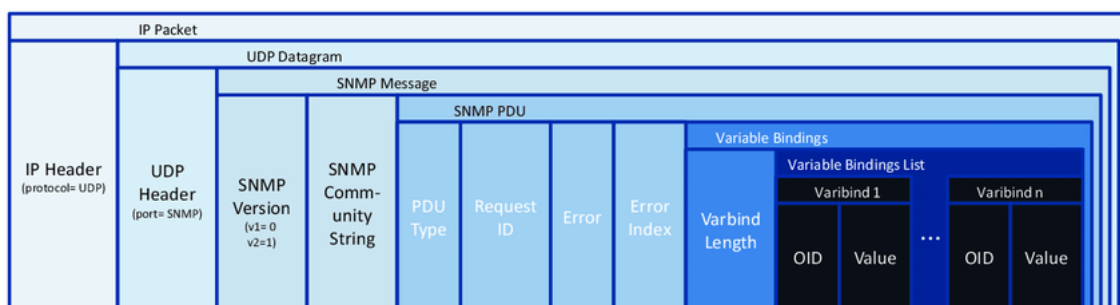 IP Packet
UDP Datagram
SNMP Message
SNMP PDU
Variable Bindings
Variable Bindings List
IP Header
(protocol= UDP)
UDP
Header
(port= SNMP)
SNMP
Version
(v1= 0
v2=1)
SNMP
Comm-
unity
String
PDU
Type
Request
ID
Error
Error
Index
Varbind
Length
Varibind 1
OID
Value
...
Varibind n
OID
Value